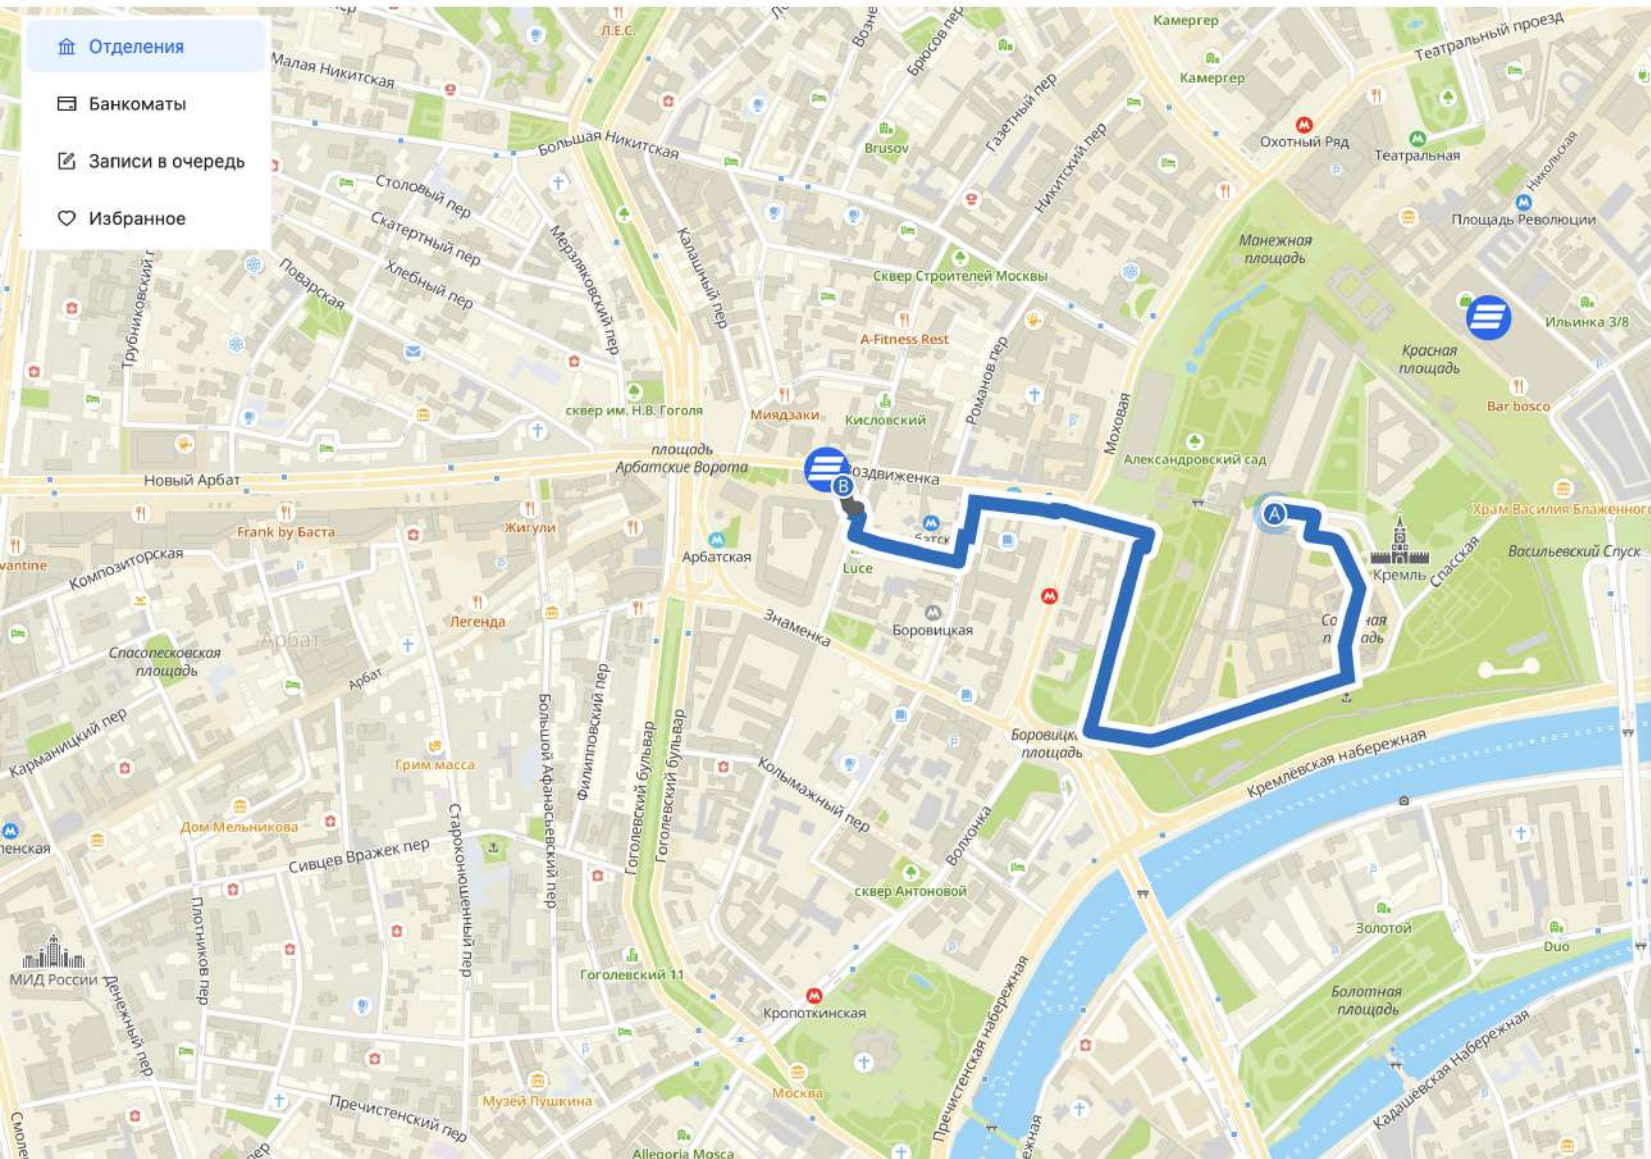 Отделения
Банкоматы
Записи в очередь
Избранное
Л.Е.С.
Брюсов пер
Камергер
Театральный проезд
Малая Никитская
Камергер
Газетный пер
Большая Никитская
Brusov
Охотный Ряд
Театральная
Никитский пер
Никольская
Столовый пер
Скатертный пер
Площадь Революции
Мерзляковский пер
Калашный пер
Манежная
площадь
Хлебный пер
Поварская
Сквер Строителей Москвы
Трубниковский
A-Fitness Rest
Романов пер
Ильинка 3/8
Красная
площадь
сквер им. Н.В. Гоголя
Миядзаки
Кисловский
Bar bosco
Моховая
площадь
Арбатские Ворота
Александровский сад
Новый Арбат
B
A
Храм Василия Блаженного
Frank by Баста
Жигули
Арбатская
Luce
Кремль
Спасская
Васильевский Спуск
Композиторская
Легенда
Знаменка
Боровицкая
Арбат
Спасопесковская
площадь
Арбат
Карманицкий пер
Большой Афанасьевский пер
Филипповский пер
Гоголевский бульвар
Гоголевский бульвар
площадь
Кремлёвская набережная
Грим масса
Колымажный пер
Дом Мельникова
Староконюшенный пер
Волхонка
Сивцев Вражек пер
сквер Антоновой
Плотников пер
Золотой
Duo
МИД России
Денежный пер
Гоголевский 11
Кропоткинская
Пречистенская набережная
Болотная
площадь
Кадашёвская Набережная
Москва
Музей Пушкина
Пречистенский пер
Allegoria Mosca